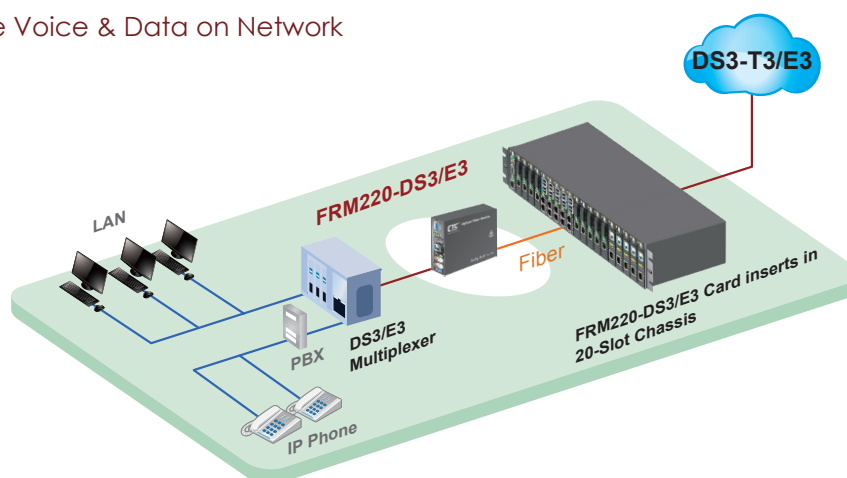 e Voice & Data on Network
DS3-T3/E3
FRM220-DS3/E3
LAN
CTS
Fiber
FRM220-DS3/E3 Card inserts in
20-Slot Chassis
DS3/E3
Multiplexer
PBX
IP Phone